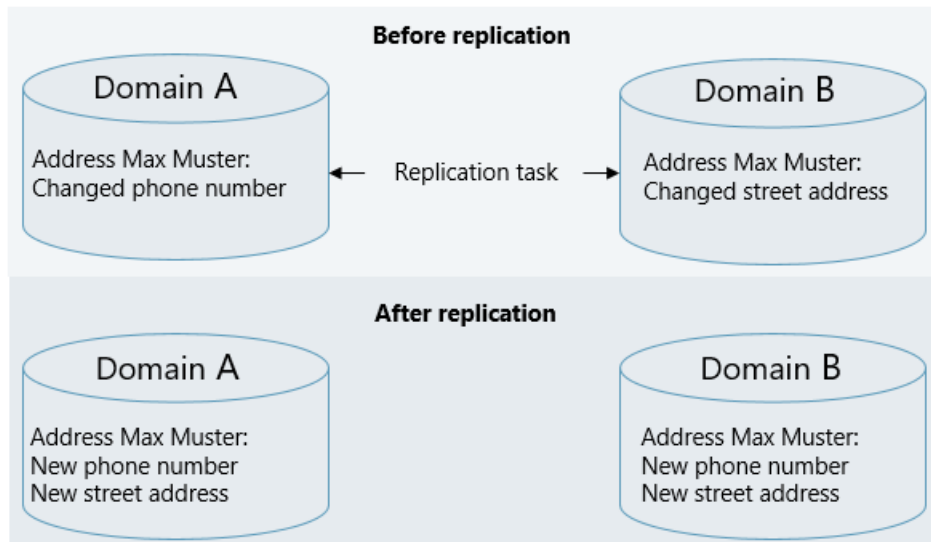 Before replication
Domain A
Address Max Muster:
Changed phone number
Replication task
Domain B
Address Max Muster:
Changed street address
After replication
Domain A
Address Max Muster:
New phone number
New street address
Domain B
Address Max Muster:
New phone number
New street address